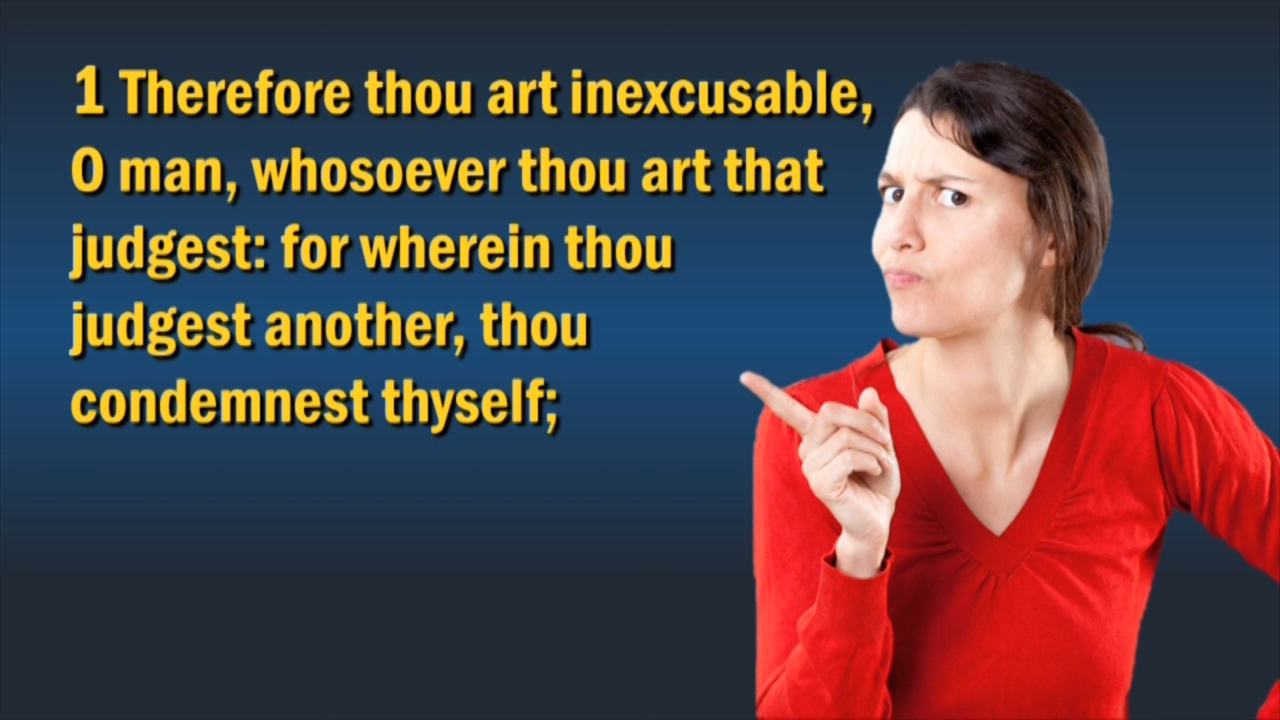 1 Therefore thou art inexcusable,
O man, whosoever thou art that
judgest: for wherein thou
judgest another, thou
condemnest thyself;